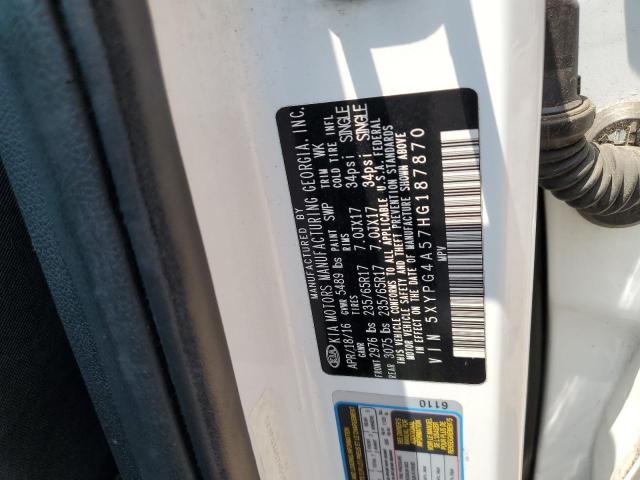 KIA
MANUFACTURED BY
KIA MOTORS MANUFACTURING GEORGIA, INC.
APR/18/16 PAINT SWP TRIM WK
GVWR 5489 lbs
GAWR TIRES RIMS COLD TIRE INFL
FRONT 2976 lbs 235/65R17 7.0JX17 34psi SINGLE
REAR 3075 lbs 235/65R17 7.0JX17 34psi SINGLE
THIS VEHICLE CONFORMS TO ALL APPLICABLE U.S.A. FEDERAL
MOTOR VEHICLE SAFETY AND THEFT PREVENTION STANDARDS
IN EFFECT ON THE DATE OF MANUFACTURE SHOWN ABOVE
VIN 5XYPG4A57HG187870
MPV
6110